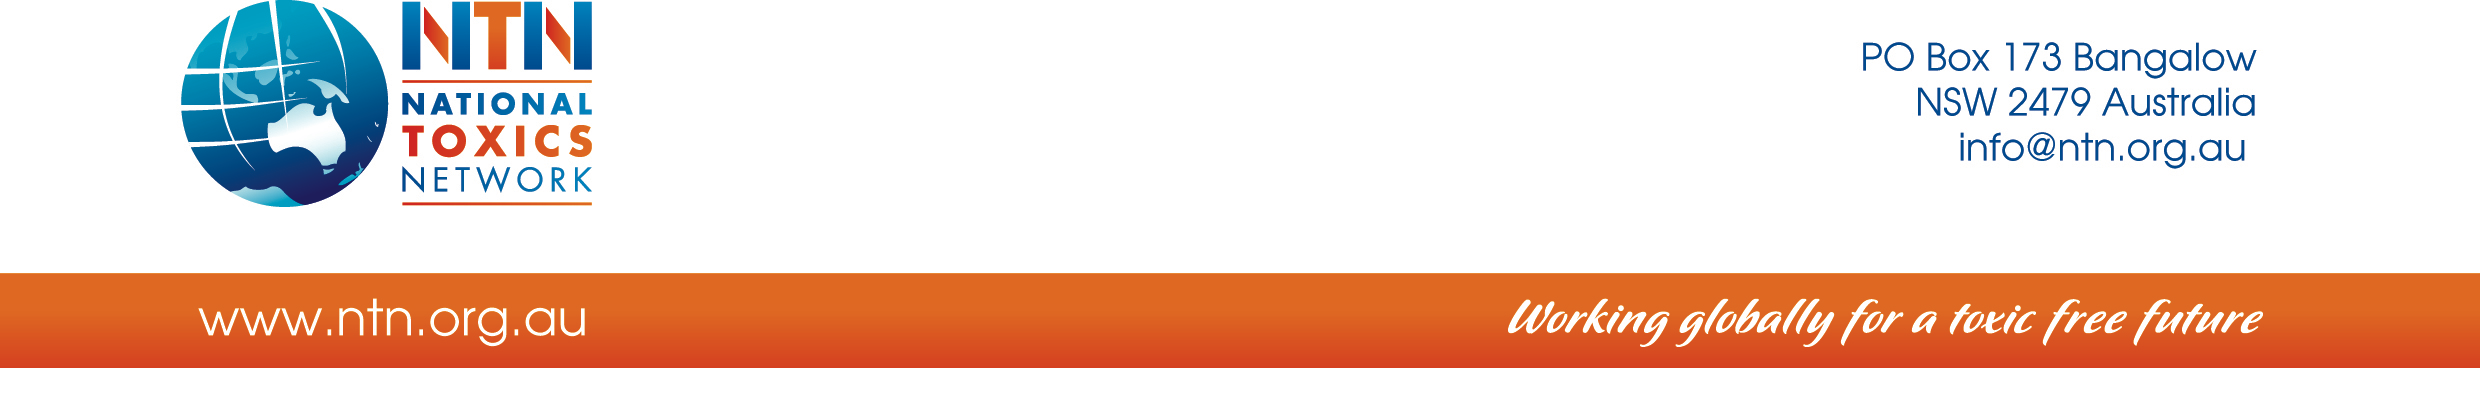 NTN
NATIONAL
TOXICS
NETWORK
PO Box 173 Bangalow
NSW 2479 Australia
info@ntn.org.au
www.ntn.org.au
Working globally for a toxic free future